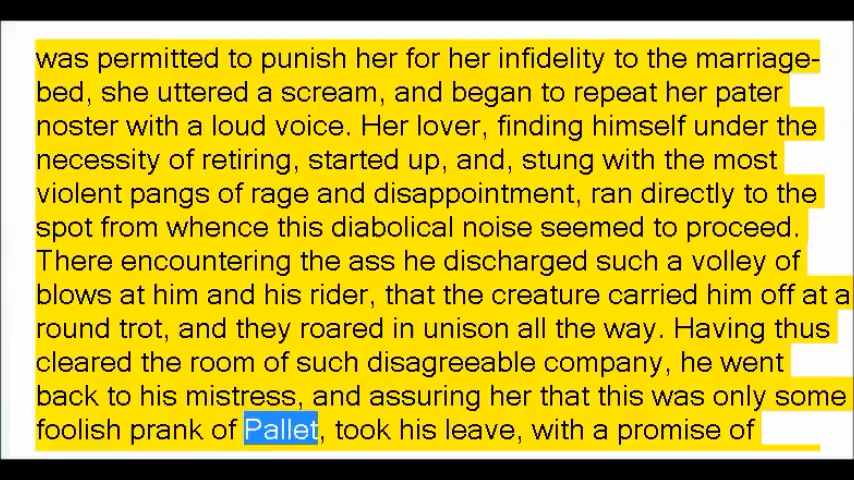 was permitted to punish her for her infidelity to the marriage-
bed, she uttered a scream, and began to repeat her pater
noster with a loud voice. Her lover, finding himself under the
necessity of retiring, started up, and, stung with the most
violent pangs of rage and disappointment, ran directly to the
spot from whence this diabolical noise seemed to proceed.
There encountering the ass he discharged such a volley of
blows at him and his rider, that the creature carried him off at a
round trot, and they roared in unison all the way. Having thus
cleared the room of such disagreeable company, he went
back to his mistress, and assuring her that this was only some
foolish prank of Pallet, took his leave, with a promise of